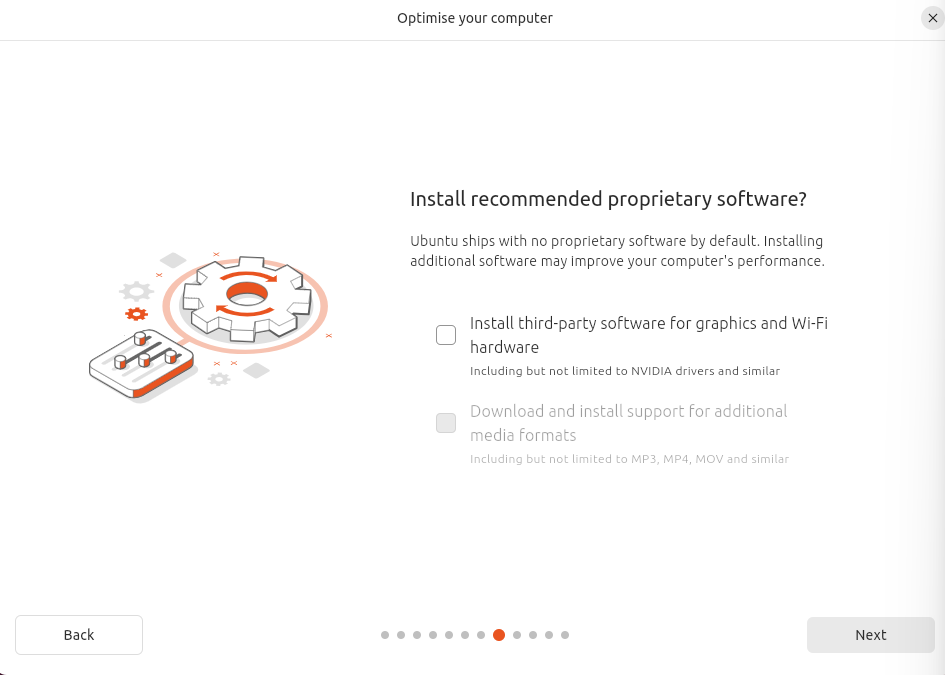 Optimise your computer
Install recommended proprietary software?
Ubuntu ships with no proprietary software by default. Installing
additional software may improve your computer's performance.
Install third-party software for graphics and Wi-Fi
hardware
Including but not limited to NVIDIA drivers and similar
Download and install support for additional
media formats
Including but not limited to MP3, MP4, MOV and similar
Back
Next